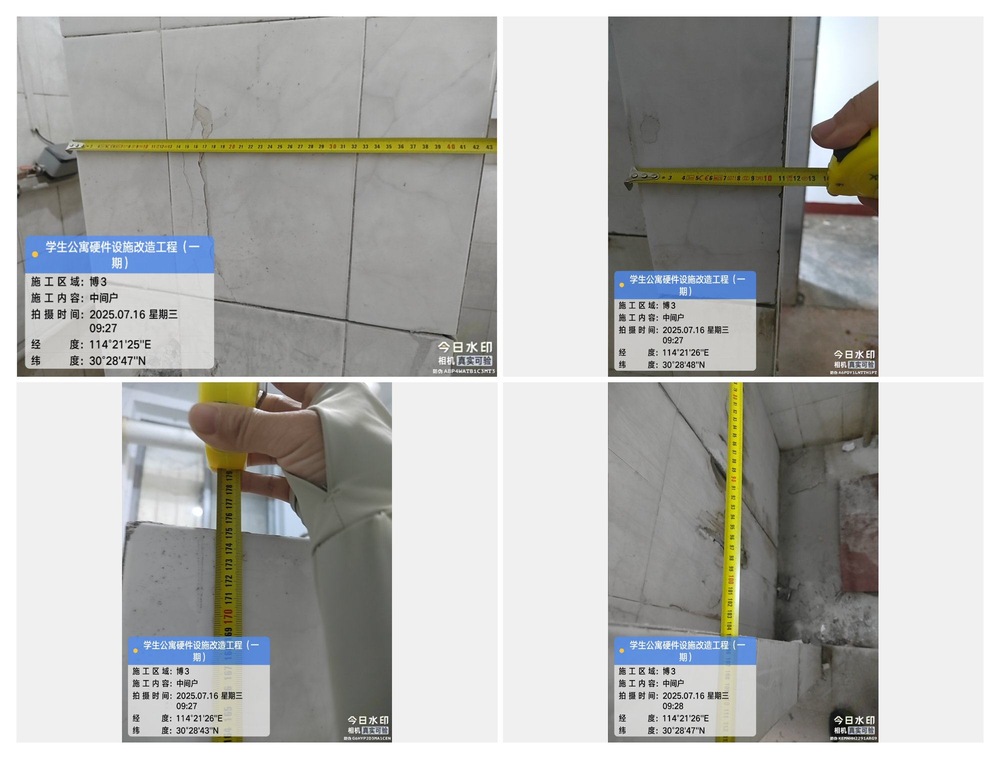 3 4 3m 5 C€ 6 M23 7 0071 8 9 TOPEX 10 11 12 13
2 4 7 8 9 10 11 12 13 14 15 16 17 18 19 20 21 22 23 24 25 26 27 28 29 30 31 32 33 34 35 36 37 38 39 40 41 42 43
学生公寓硬件设施改造工程（一
期）
施工区域：博3
施工内容：中间户
拍摄时间：2025.07.16 星期三
09:27
经度：114°21'25"E
纬度：30°28'47"N
今日水印
相机 真实可验
防伪 ABP4WATB1C3MT3
学生公寓硬件设施改造工程（一
期）
施工区域：博3
施工内容：中间户
拍摄时间：2025.07.16 星期三
09:27
经度：114°21'26"E
纬度：30°28'48"N
今日水印
相机 真实可验
防伪 A6PDY1LNTTH1PT
179 178 177 176 175 174 173 172 171 170 169 167 165 164
学生公寓硬件设施改造工程（一
期）
施工区域：博3
施工内容：中间户
拍摄时间：2025.07.16 星期三
09:27
经度：114°21'26"E
纬度：30°28'43"N
今日水印
相机 真实可验
防伪 G6HYP2D3MA1CEN
79 80 81 82 83 84 85 86 87 88 89 90 91 92 93 94 95 96 97 98 99 100 101 102 103 104 107 108 111 112
学生公寓硬件设施改造工程（一
期）
施工区域：博3
施工内容：中间户
拍摄时间：2025.07.16 星期三
09:28
经度：114°21'26"E
纬度：30°28'47"N
今日水印
相机 真实可验
防伪 KEMNHH2291ARG9